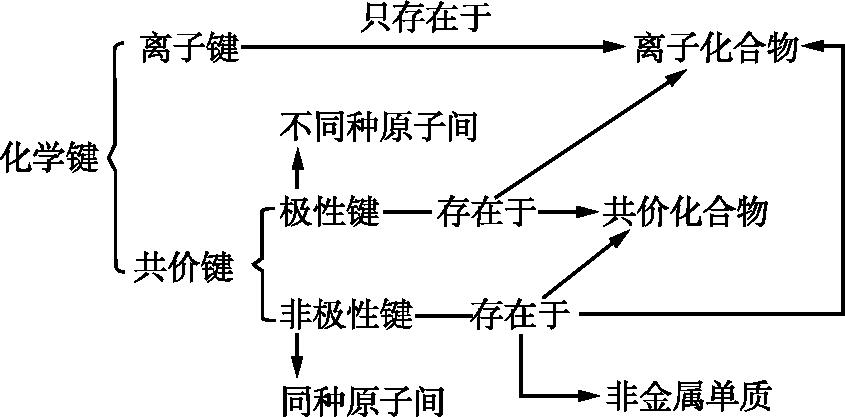 只存在于
离子键
离子化合物
不同种原子间
化学键
极性键
存在于
共价化合物
共价键
非极性键
存在于
同种原子间
非金属单质